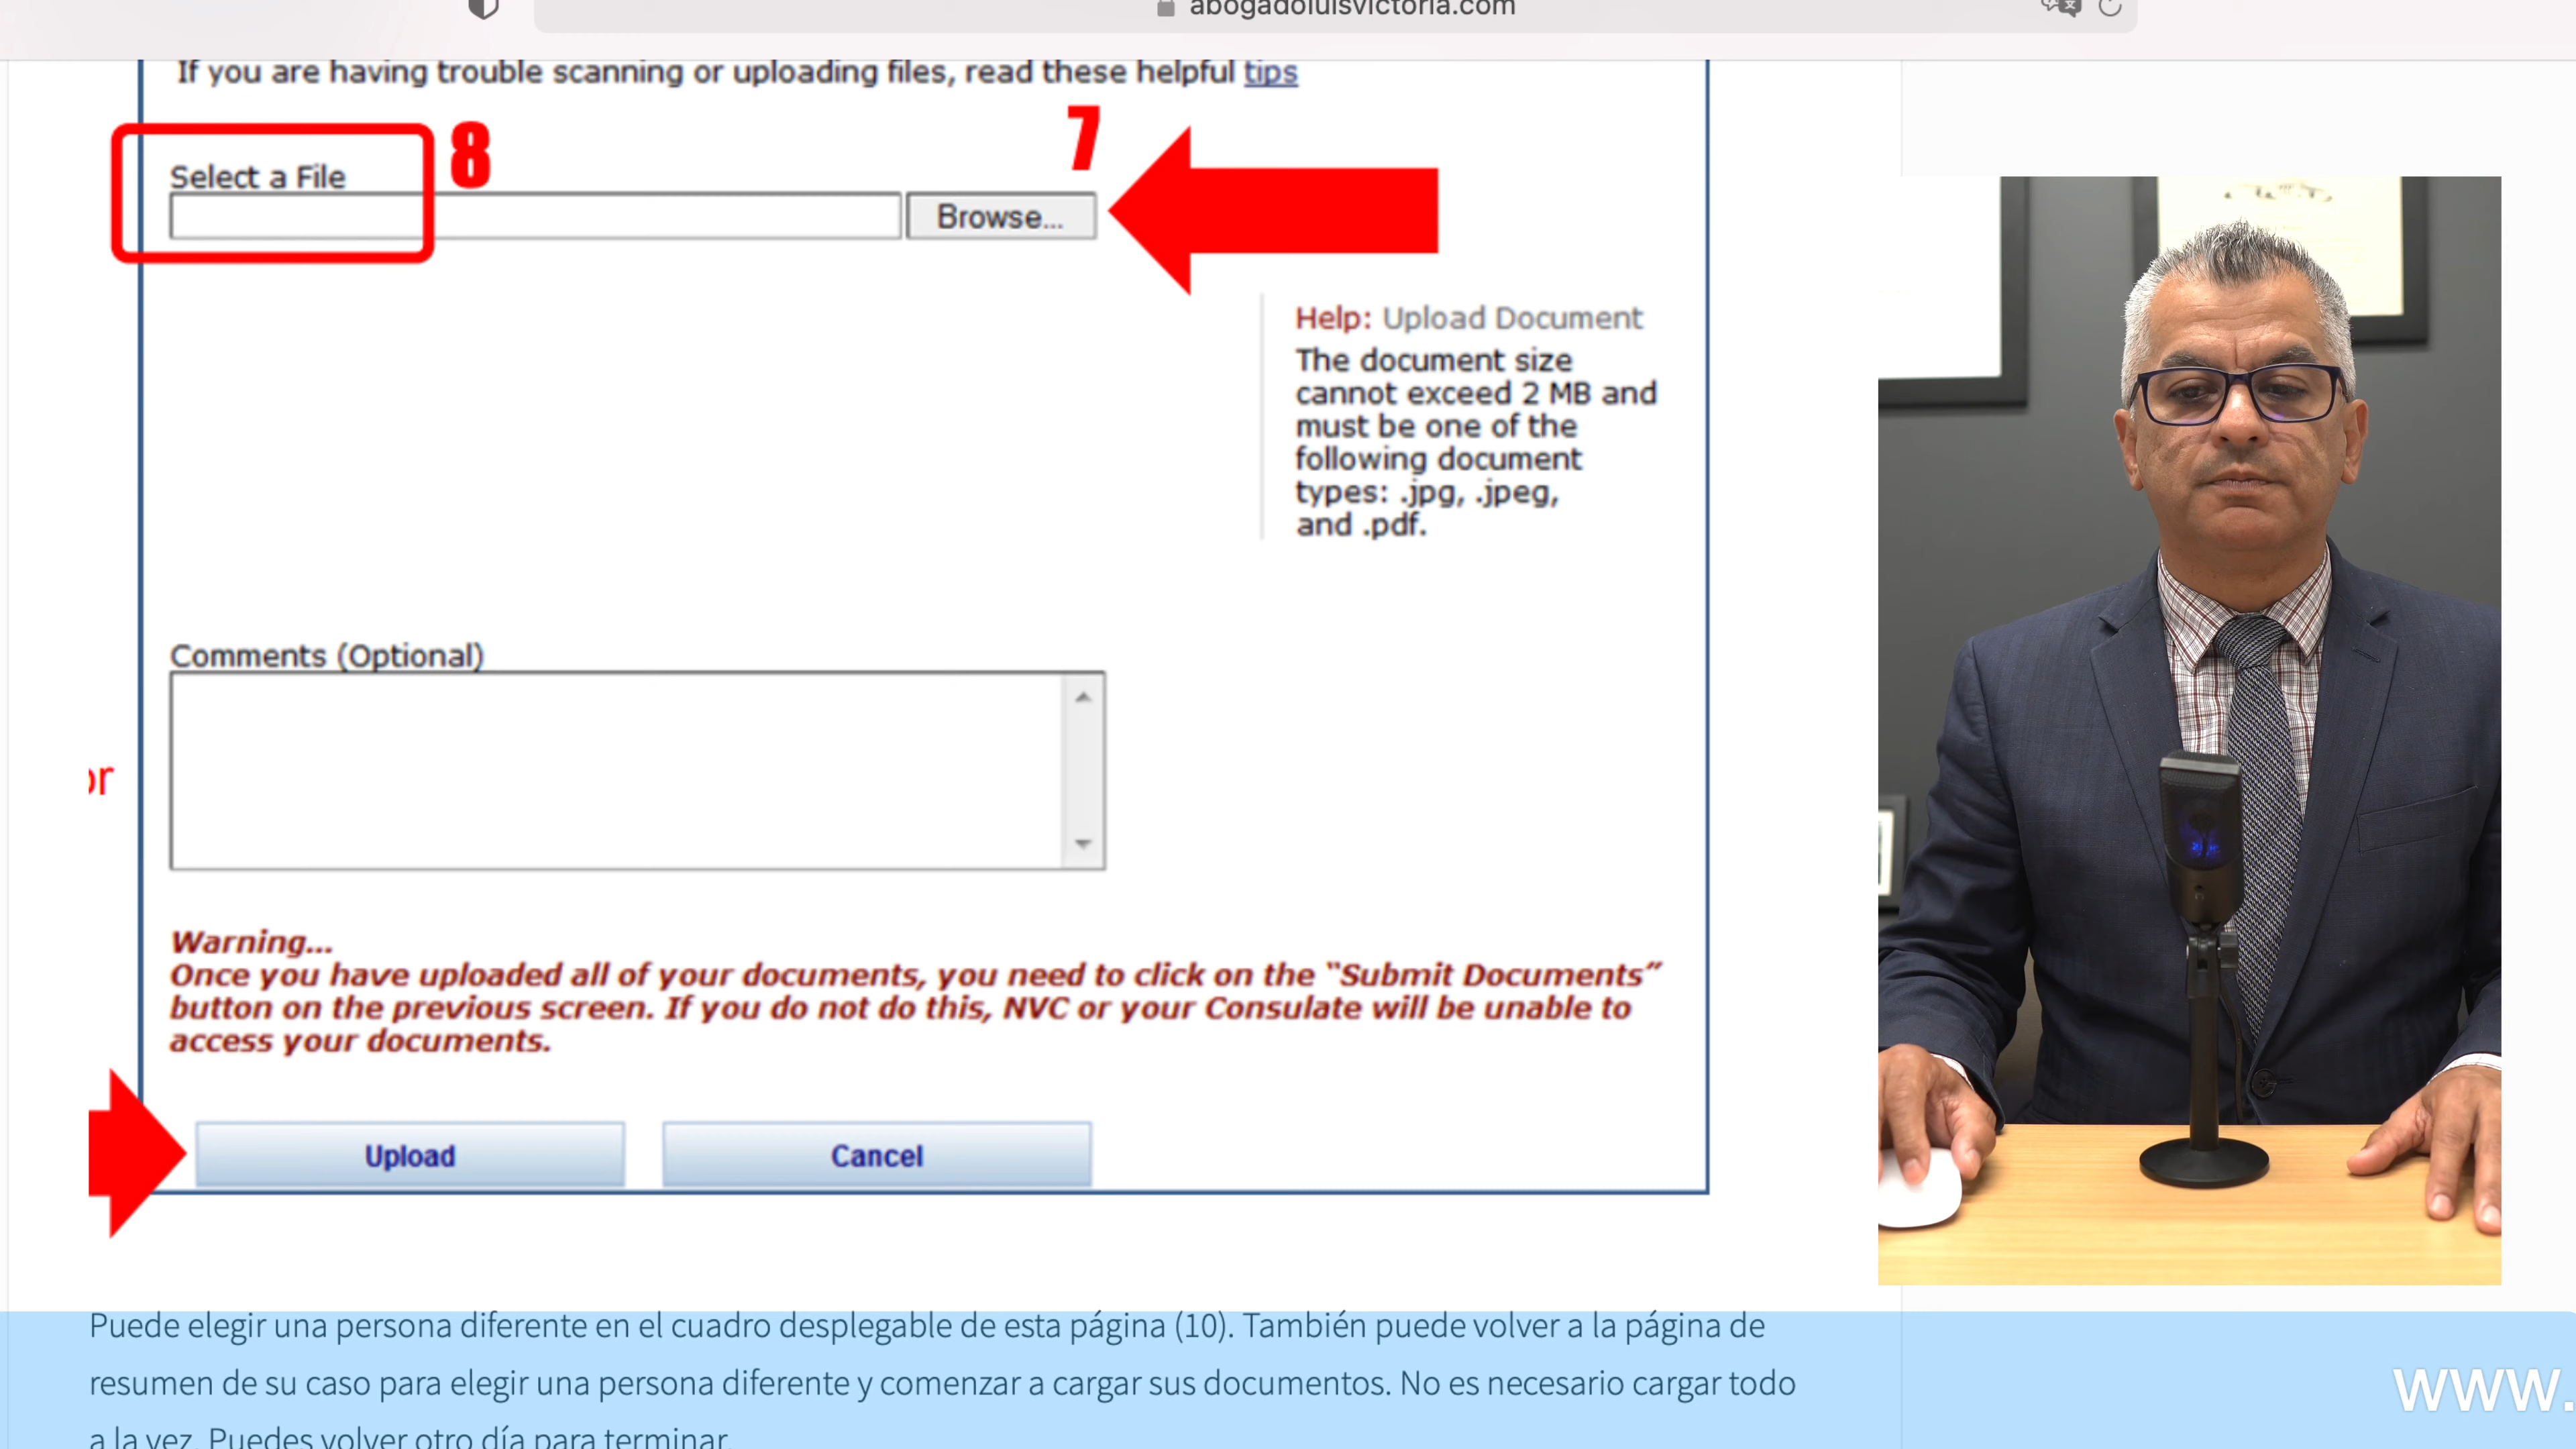 abogadoluisvictoria.com
If you are having trouble scanning or uploading files, read these helpful tips
8
7
Select a File
Browse...
Help: Upload Document
The document size
cannot exceed 2 MB and
must be one of the
following document
types: .jpg, .jpeg,
and .pdf.
Comments (Optional)
or
Warning...
Once you have uploaded all of your documents, you need to click on the “Submit Documents”
button on the previous screen. If you do not do this, NVC or your Consulate will be unable to
access your documents.
Upload
Cancel
Puede elegir una persona diferente en el cuadro desplegable de esta página (10). También puede volver a la página de
resumen de su caso para elegir una persona diferente y comenzar a cargar sus documentos. No es necesario cargar todo
a la vez. Puedes volver otro día para terminar.
www.